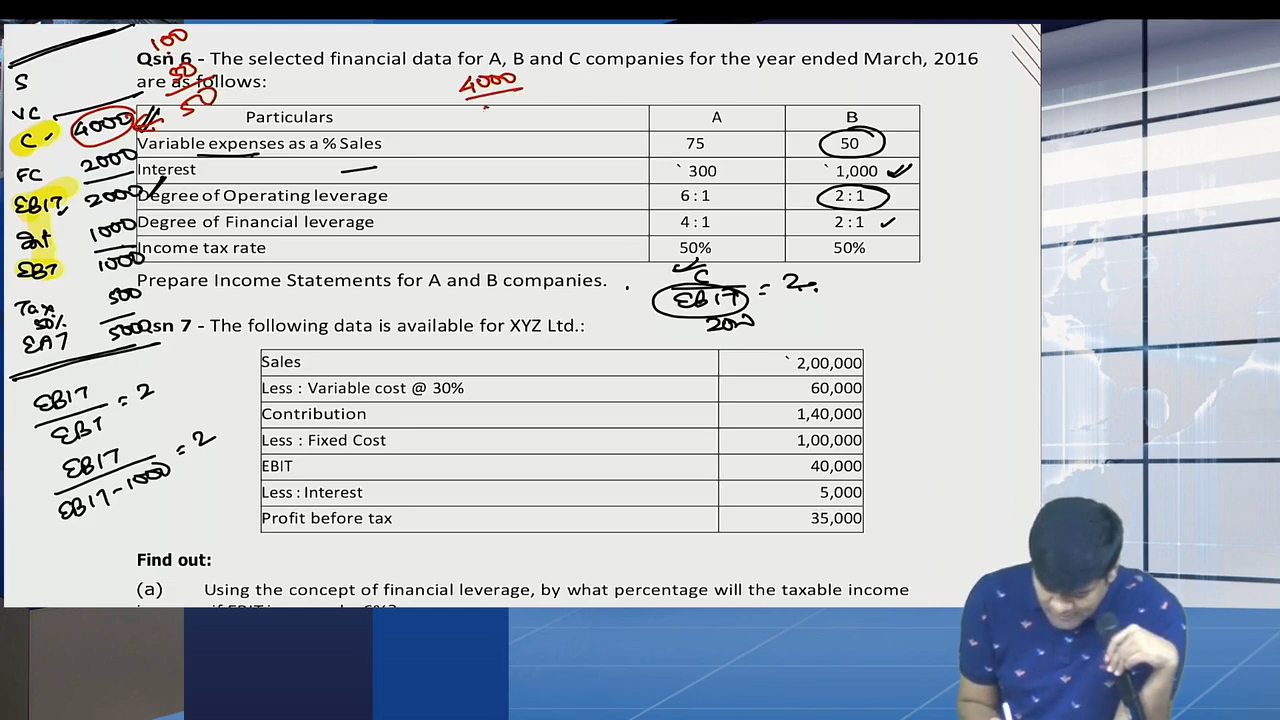 100
Qsn 6 - The selected financial data for A, B and C companies for the year ended March, 2016
are as follows:
50
50
4000
Particulars A B
Variable expenses as a % Sales 75 50
Interest ` 300 ` 1,000
Degree of Operating leverage 6 : 1 2 : 1
Degree of Financial leverage 4 : 1 2 : 1
Income tax rate 50% 50%
Prepare Income Statements for A and B companies.
S
VC
C 4000
FC 2000
EBIT 2000
Int 1000
EBT 1000
Tax 50% 500
EAT 500
C
EBIT = 2
2000
EBIT
EBT = 2
EBIT
EBIT-1000 = 2
Qsn 7 - The following data is available for XYZ Ltd.:
Sales ` 2,00,000
Less : Variable cost @ 30% 60,000
Contribution 1,40,000
Less : Fixed Cost 1,00,000
EBIT 40,000
Less : Interest 5,000
Profit before tax 35,000
Find out:
(a) Using the concept of financial leverage, by what percentage will the taxable income